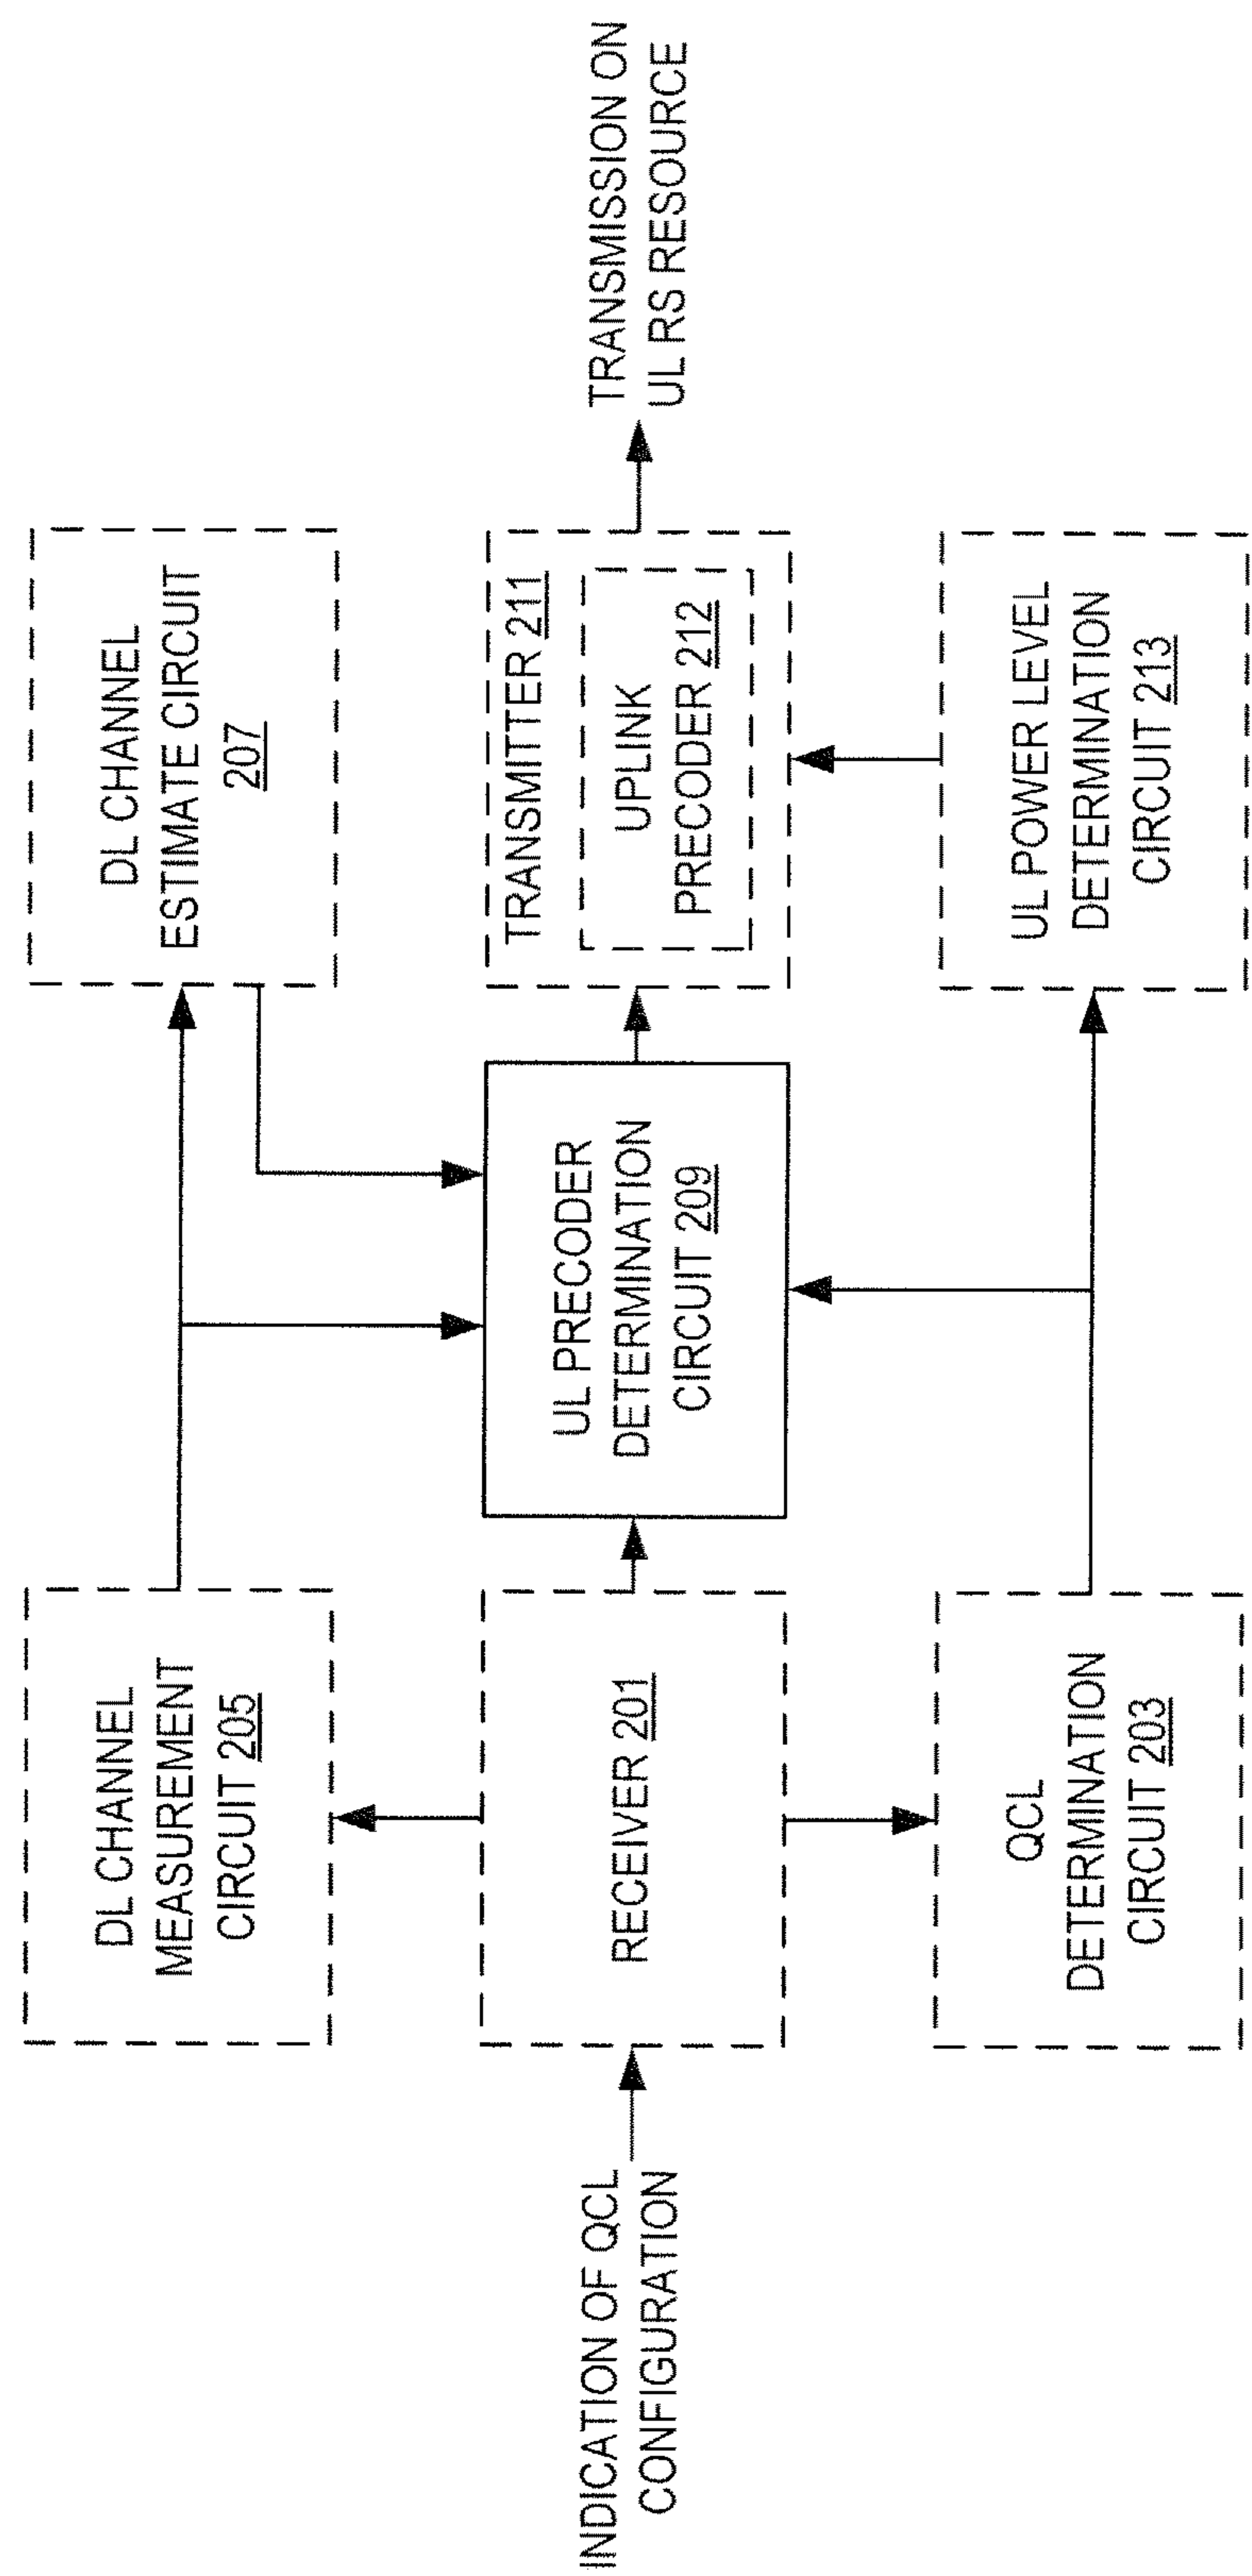 INDICATION OF QCL
CONFIGURATION
DL CHANNEL
MEASUREMENT
CIRCUIT 205
RECEIVER 201
QCL
DETERMINATION
CIRCUIT 203
UL PRECODER
DETERMINATION
CIRCUIT 209
DL CHANNEL
ESTIMATE CIRCUIT
207
TRANSMITTER 211
UPLINK
PRECODER 212
UL POWER LEVEL
DETERMINATION
CIRCUIT 213
TRANSMISSION ON
UL RS RESOURCE